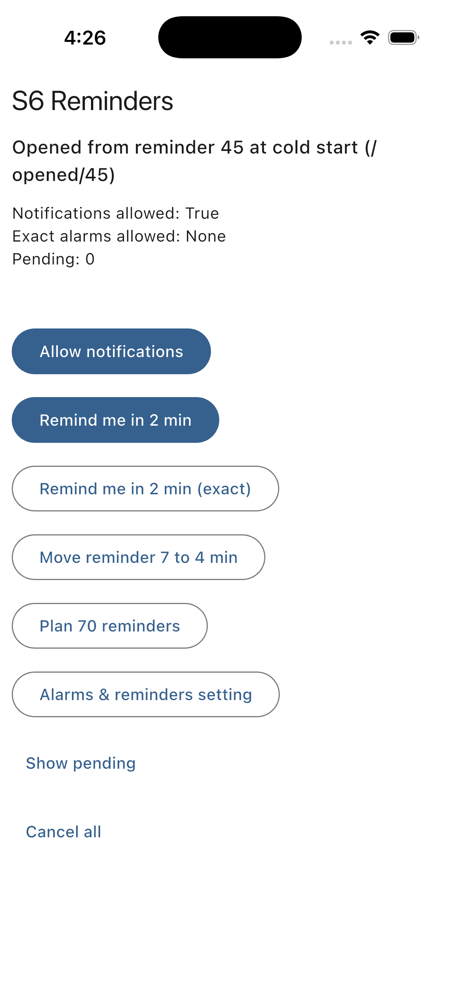 4:26
S6 Reminders
Opened from reminder 45 at cold start (/
opened/45)
Notifications allowed: True
Exact alarms allowed: None
Pending: 0
Allow notifications
Remind me in 2 min
Remind me in 2 min (exact)
Move reminder 7 to 4 min
Plan 70 reminders
Alarms & reminders setting
Show pending
Cancel all